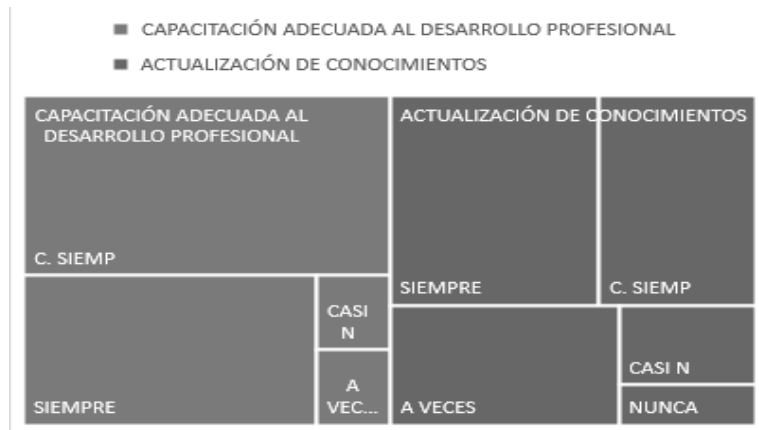 CAPACITACIÓN ADECUADA AL DESARROLLO PROFESIONAL
ACTUALIZACIÓN DE CONOCIMIENTOS
CAPACITACIÓN ADECUADA AL
DESARROLLO PROFESIONAL
C. SIEMP
SIEMPRE
CASI
N
A
VEC...
ACTUALIZACIÓN DE CONOCIMIENTOS
SIEMPRE
C. SIEMP
A VECES
CASI N
NUNCA